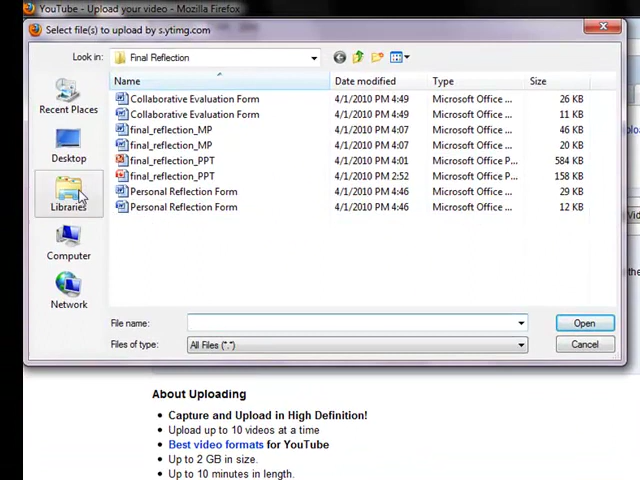 YouTube - Upload your video - Mozilla Firefox
Select file(s) to upload by s.ytimg.com
Look in: Final Reflection
Name Date modified Type Size
Collaborative Evaluation Form 4/1/2010 PM 4:49 Microsoft Office ... 26 KB
Collaborative Evaluation Form 4/1/2010 PM 4:49 Microsoft Office ... 11 KB
final_reflection_MP 4/1/2010 PM 4:07 Microsoft Office ... 46 KB
final_reflection_MP 4/1/2010 PM 4:07 Microsoft Office ... 20 KB
final_reflection_PPT 4/1/2010 PM 4:01 Microsoft Office P... 584 KB
final_reflection_PPT 4/1/2010 PM 2:52 Microsoft Office P... 158 KB
Personal Reflection Form 4/1/2010 PM 4:46 Microsoft Office ... 29 KB
Personal Reflection Form 4/1/2010 PM 4:46 Microsoft Office ... 12 KB
Recent Places
Desktop
Libraries
Computer
Network
File name: Open
Files of type: All Files (*.*) Cancel
About Uploading
• Capture and Upload in High Definition!
• Upload up to 10 videos at a time
• Best video formats for YouTube
• Up to 2 GB in size.
• Up to 10 minutes in length.